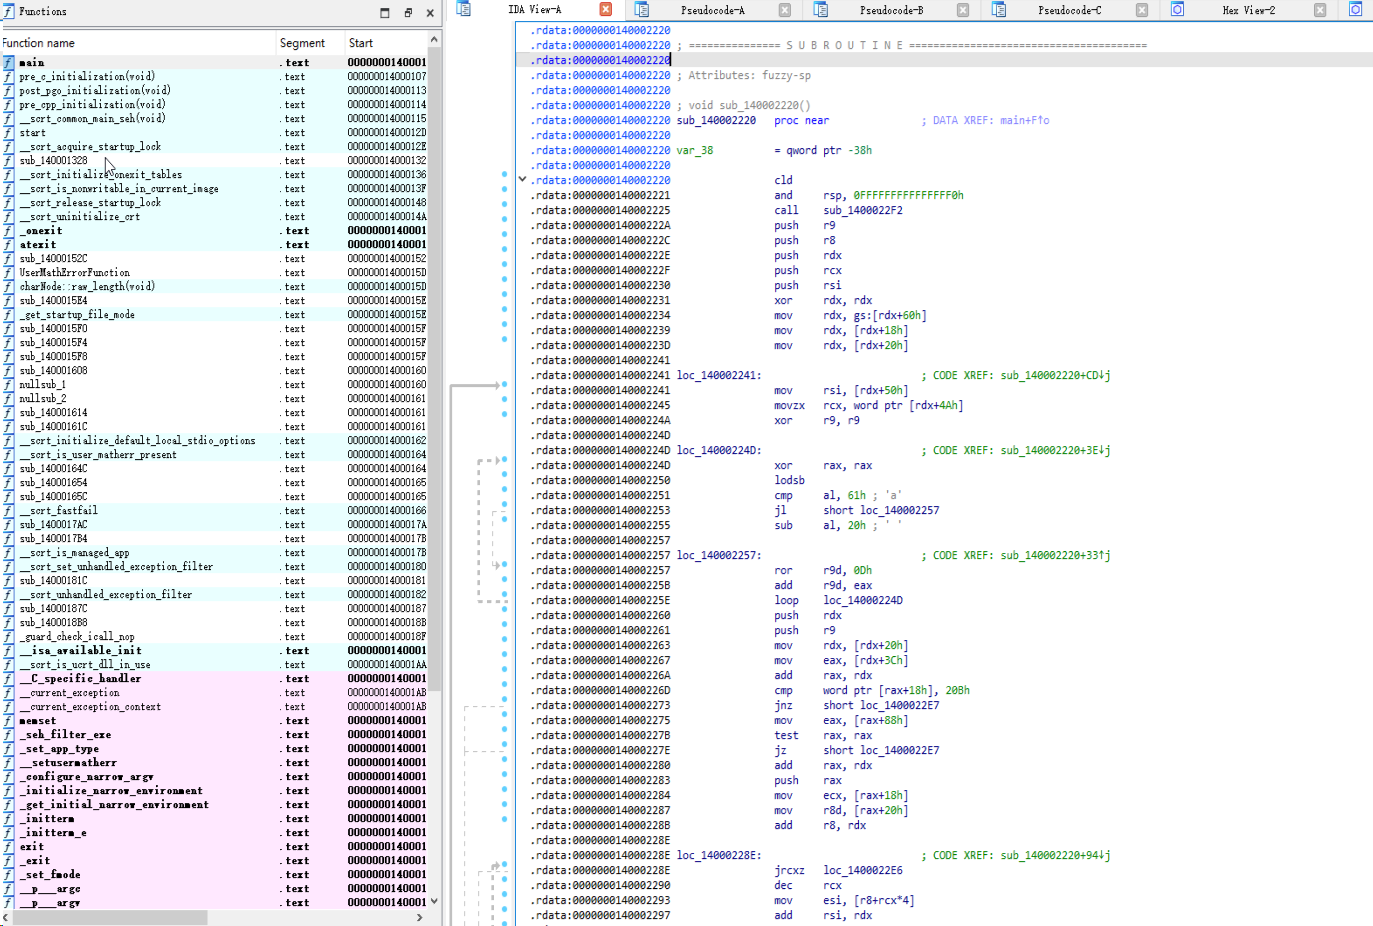 Functions
Function name Segment Start
main .text 0000000140001
pre_c_initialization(void) .text 00000001400107
post_pgo_initialization(void) .text 00000001400113
pre_cpp_initialization(void) .text 00000001400114
__scrt_common_main_seh(void) .text 00000001400115
start .text 00000001400012D
__scrt_acquire_startup_lock .text 00000001400012E
sub_140001328 .text 000000014000132
__scrt_initialize_onexit_tables .text 000000014000136
__scrt_is_nonwritable_in_current_image .text 00000001400013F
__scrt_release_startup_lock .text 000000014000148
__scrt_uninitialize_crt .text 00000001400014A
_onexit .text 0000000140001
atexit .text 0000000140001
sub_14000152C .text 000000014000152
UserMathErrorFunction .text 00000001400015D
charNode::raw_length(void) .text 00000001400015D
sub_1400015E4 .text 00000001400015E
_get_startup_file_mode .text 00000001400015E
sub_1400015F0 .text 00000001400015F
sub_1400015F4 .text 00000001400015F
sub_1400015F8 .text 00000001400015F
sub_140001608 .text 000000014000160
nullsub_1 .text 000000014000160
nullsub_2 .text 000000014000161
sub_140001614 .text 000000014000161
sub_14000161C .text 000000014000161
__scrt_initialize_default_local_stdio_options .text 000000014000162
__scrt_is_user_matherr_present .text 000000014000164
sub_14000164C .text 000000014000164
sub_140001654 .text 000000014000165
sub_14000165C .text 000000014000165
__scrt_fastfail .text 000000014000166
sub_1400017AC .text 00000001400017A
sub_1400017B4 .text 00000001400017B
__scrt_is_managed_app .text 00000001400017B
__scrt_set_unhandled_exception_filter .text 000000014000180
sub_14000181C .text 000000014000181
__scrt_unhandled_exception_filter .text 000000014000182
sub_14000187C .text 000000014000187
sub_1400018B8 .text 00000001400018B
_guard_check_icall_nop .text 00000001400018F
__isa_available_init .text 0000000140001
__scrt_is_ucrt_dll_in_use .text 0000000140001AA
__C_specific_handler .text 0000000140001
__current_exception .text 0000000140001AB
__current_exception_context .text 0000000140001AB
memset .text 0000000140001
_seh_filter_exe .text 0000000140001
_set_app_type .text 0000000140001
__setusermatherr .text 0000000140001
_configure_narrow_argv .text 0000000140001
_initialize_narrow_environment .text 0000000140001
_get_initial_narrow_environment .text 0000000140001
_initterm .text 0000000140001
_initterm_e .text 0000000140001
exit .text 0000000140001
_exit .text 0000000140001
_set_fmode .text 0000000140001
__p___argc .text 0000000140001
__p___argv .text 0000000140001
IDA View-A Pseudocode-A Pseudocode-B Pseudocode-C Hex View-2
.rdata:0000000140002220
.rdata:0000000140002220 ; =============== S U B R O U T I N E =======================================
.rdata:0000000140002220
.rdata:0000000140002220 ; Attributes: fuzzy-sp
.rdata:0000000140002220
.rdata:0000000140002220 ; void sub_140002220()
.rdata:0000000140002220 sub_140002220 proc near ; DATA XREF: main+F↑o
.rdata:0000000140002220
.rdata:0000000140002220 var_38 = qword ptr -38h
.rdata:0000000140002220
.rdata:0000000140002220 cld
.rdata:0000000140002221 and rsp, 0FFFFFFFFFFFFFFF0h
.rdata:0000000140002225 call sub_1400022F2
.rdata:000000014000222A push r9
.rdata:000000014000222C push r8
.rdata:000000014000222E push rdx
.rdata:000000014000222F push rcx
.rdata:0000000140002230 push rsi
.rdata:0000000140002231 xor rdx, rdx
.rdata:0000000140002234 mov rdx, gs:[rdx+60h]
.rdata:0000000140002239 mov rdx, [rdx+18h]
.rdata:000000014000223D mov rdx, [rdx+20h]
.rdata:0000000140002241
.rdata:0000000140002241 loc_140002241: ; CODE XREF: sub_140002220+CD↓j
.rdata:0000000140002241 mov rsi, [rdx+50h]
.rdata:0000000140002245 movzx rcx, word ptr [rdx+4Ah]
.rdata:000000014000224A xor r9, r9
.rdata:000000014000224D
.rdata:000000014000224D loc_14000224D: ; CODE XREF: sub_140002220+3E↓j
.rdata:000000014000224D xor rax, rax
.rdata:0000000140002250 lodsb
.rdata:0000000140002251 cmp al, 61h ; 'a'
.rdata:0000000140002253 jl short loc_140002257
.rdata:0000000140002255 sub al, 20h ; ' '
.rdata:0000000140002257
.rdata:0000000140002257 loc_140002257: ; CODE XREF: sub_140002220+33↑j
.rdata:0000000140002257 ror r9d, 0Dh
.rdata:000000014000225B add r9d, eax
.rdata:000000014000225E loop loc_14000224D
.rdata:0000000140002260 push rdx
.rdata:0000000140002261 push r9
.rdata:0000000140002263 mov rdx, [rdx+20h]
.rdata:0000000140002267 mov eax, [rdx+3Ch]
.rdata:000000014000226A add rax, rdx
.rdata:000000014000226D cmp word ptr [rax+18h], 20Bh
.rdata:0000000140002273 jnz short loc_1400022E7
.rdata:0000000140002275 mov eax, [rax+88h]
.rdata:000000014000227B test rax, rax
.rdata:000000014000227E jz short loc_1400022E7
.rdata:0000000140002280 add rax, rdx
.rdata:0000000140002283 push rax
.rdata:0000000140002284 mov ecx, [rax+18h]
.rdata:0000000140002287 mov r8d, [rax+20h]
.rdata:000000014000228B add r8, rdx
.rdata:000000014000228E
.rdata:000000014000228E loc_14000228E: ; CODE XREF: sub_140002220+94↓j
.rdata:000000014000228E jrcxz loc_1400022E6
.rdata:0000000140002290 dec rcx
.rdata:0000000140002293 mov esi, [r8+rcx*4]
.rdata:0000000140002297 add rsi, rdx